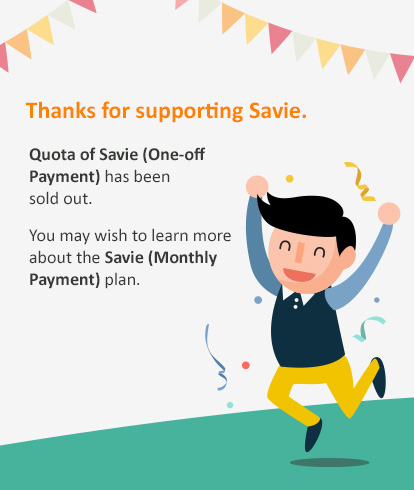 Thanks for supporting Savie.
Quota of Savie (One-off
Payment) has been
sold out.
You may wish to learn more
about the Savie (Monthly
Payment) plan.